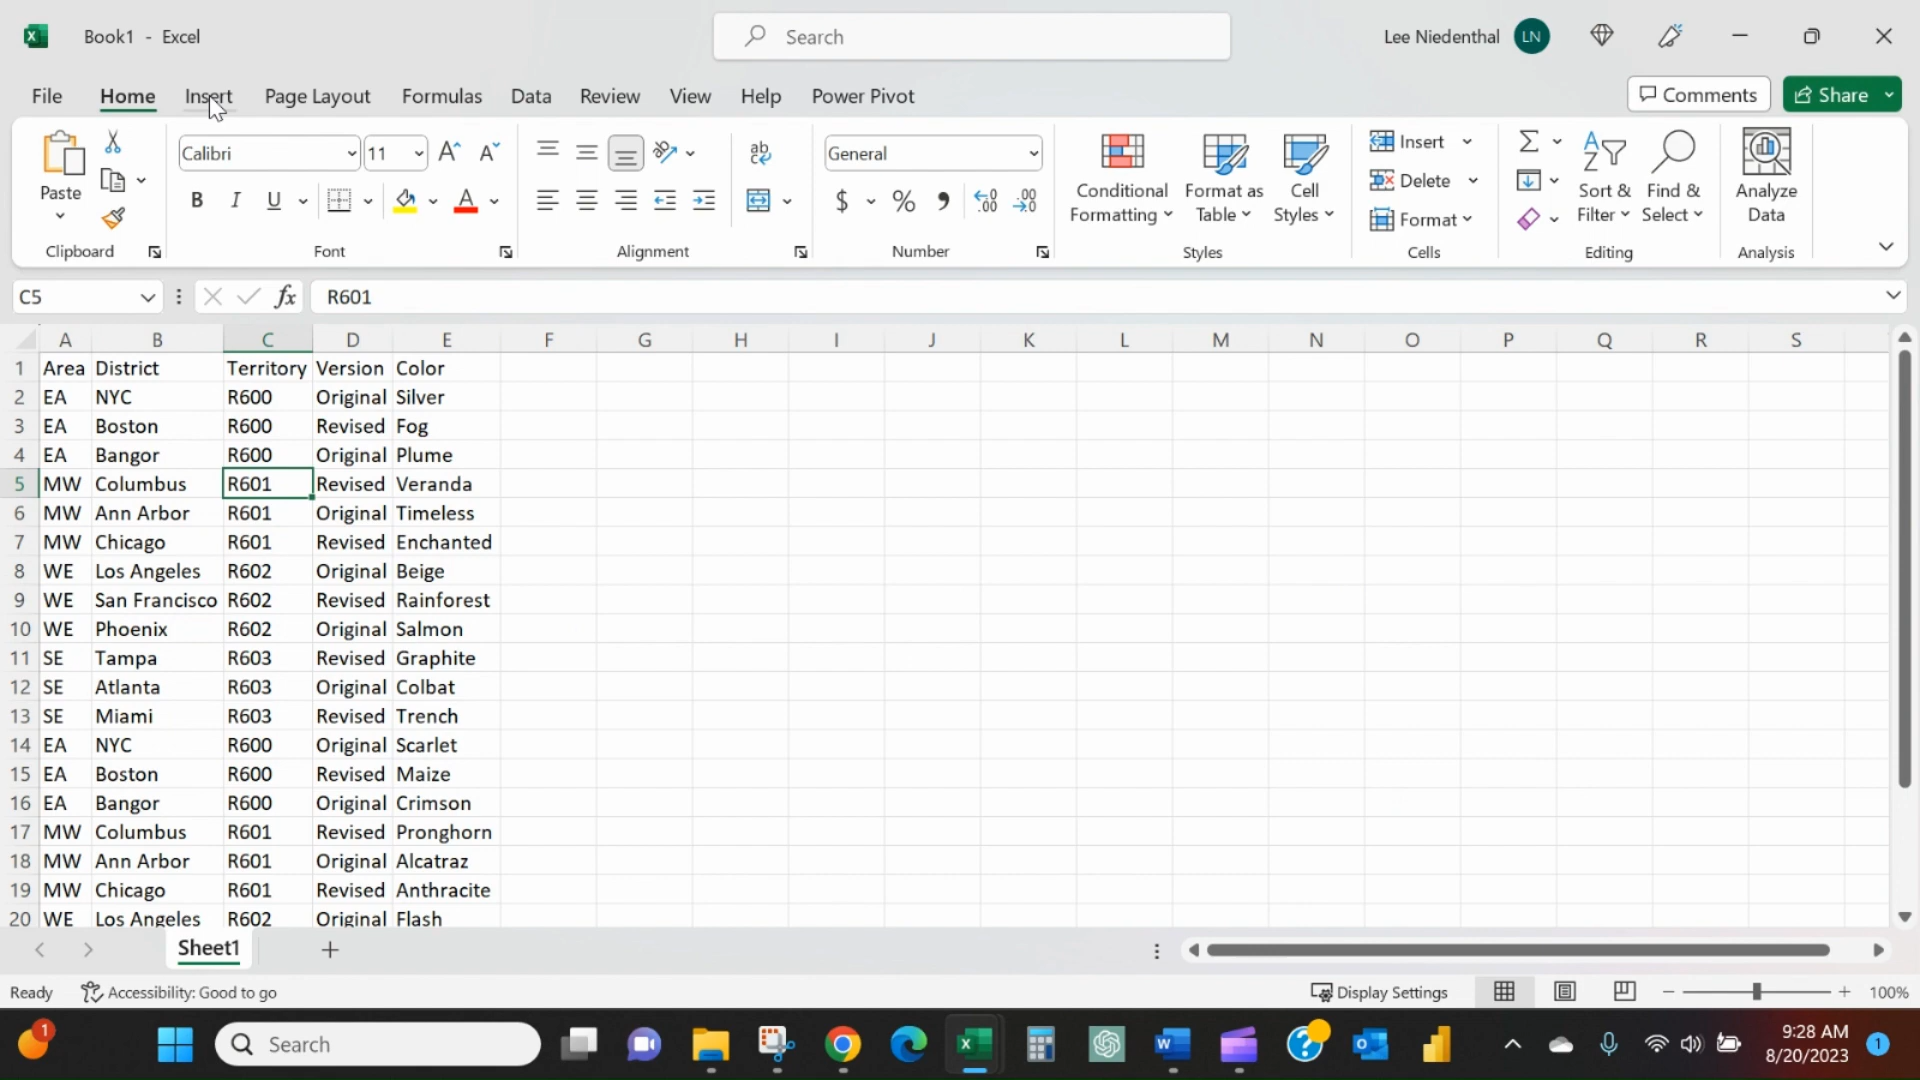 Book1 - Excel
Search
Lee Niedenthal LN
File Home Insert Page Layout Formulas Data Review View Help Power Pivot
Comments Share
Paste
Clipboard
Calibri 11
B I U
Font
ab
Alignment
General
$ % , .00
Number
Conditional Formatting
Format as Table
Cell Styles
Styles
Insert
Delete
Format
Cells
Sort & Filter
Find & Select
Editing
Analyze Data
Analysis
C5 fx R601
A B C D E F G H I J K L M N O P Q R S
1 Area District Territory Version Color
2 EA NYC R600 Original Silver
3 EA Boston R600 Revised Fog
4 EA Bangor R600 Original Plume
5 MW Columbus R601 Revised Veranda
6 MW Ann Arbor R601 Original Timeless
7 MW Chicago R601 Revised Enchanted
8 WE Los Angeles R602 Original Beige
9 WE San Francisco R602 Revised Rainforest
10 WE Phoenix R602 Original Salmon
11 SE Tampa R603 Revised Graphite
12 SE Atlanta R603 Original Colbat
13 SE Miami R603 Revised Trench
14 EA NYC R600 Original Scarlet
15 EA Boston R600 Revised Maize
16 EA Bangor R600 Original Crimson
17 MW Columbus R601 Revised Pronghorn
18 MW Ann Arbor R601 Original Alcatraz
19 MW Chicago R601 Revised Anthracite
20 WE Los Angeles R602 Original Flash
Sheet1
Ready Accessibility: Good to go Display Settings 100%
1 Search 9:28 AM
8/20/2023 1